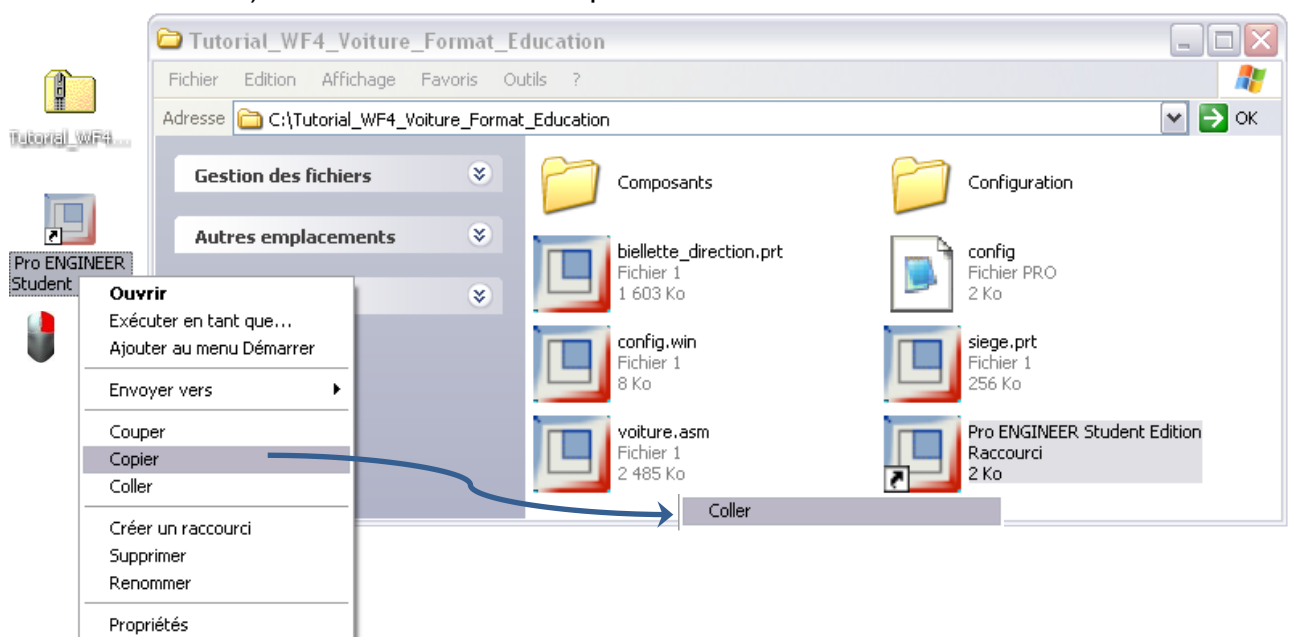 Tutorial_WF4_Voiture_Format_Education
Fichier Edition Affichage Favoris Outils ?
Adresse C:\Tutorial_WF4_Voiture_Format_Education OK
Tutorial_WF4...
Pro ENGINEER
Student
Ouvrir
Exécuter en tant que...
Ajouter au menu Démarrer
Envoyer vers
Couper
Copier
Coller
Créer un raccourci
Supprimer
Renommer
Propriétés
Gestion des fichiers
Autres emplacements
Composants
Configuration
biellette_direction.prt
Fichier 1
1 603 Ko
config
Fichier PRO
2 Ko
config.win
Fichier 1
8 Ko
siege.prt
Fichier 1
256 Ko
voiture.asm
Fichier 1
2 485 Ko
Pro ENGINEER Student Edition
Raccourci
2 Ko
Coller